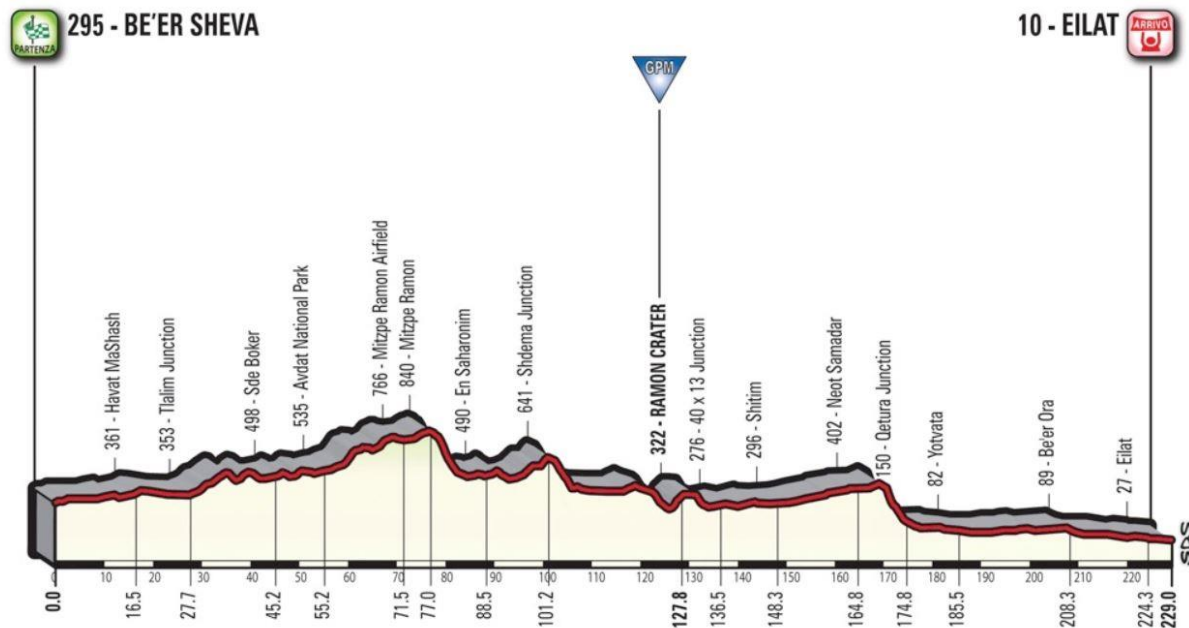 PARTENZA
295 - BE'ER SHEVA
10 - EILAT
ARRIVO
GPM
361 - Havat MaShash
353 - Tlalim Junction
498 - Sde Boker
535 - Avdat National Park
766 - Mitzpe Ramon Airfield
840 - Mitzpe Ramon
490 - En Saharonim
641 - Shdema Junction
322 - RAMON CRATER
276 - 40 x 13 Junction
296 - Shitim
402 - Neot Samadar
150 - Qetura Junction
82 - Yotvata
89 - Be'er Ora
27 - Eilat
SDS
0 10 20 30 40 50 60 70 80 90 100 110 120 130 140 150 160 170 180 190 200 210 220
0.0 16.5 27.7 45.2 55.2 71.5 77.0 88.5 101.2 127.8 136.5 148.3 164.8 174.8 185.5 208.3 224.3 229.0